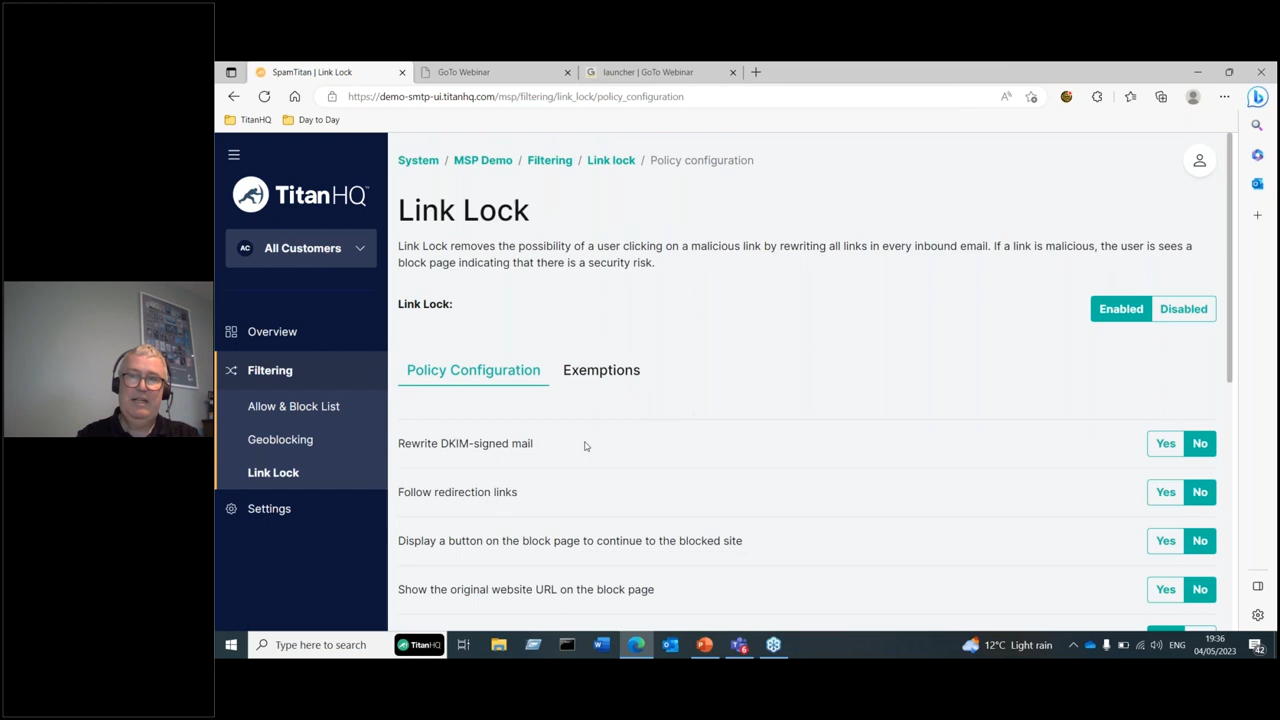 SpamTitan | Link Lock
GoTo Webinar
launcher | GoTo Webinar
https://demo-smtp-ui.titanhq.com/msp/filtering/link_lock/policy_configuration
TitanHQ
Day to Day
System / MSP Demo / Filtering / Link lock / Policy configuration
TitanHQ™
AC All Customers
Overview
Filtering
Allow & Block List
Geoblocking
Link Lock
Settings
Link Lock
Link Lock removes the possibility of a user clicking on a malicious link by rewriting all links in every inbound email. If a link is malicious, the user is sees a
block page indicating that there is a security risk.
Link Lock:
Enabled Disabled
Policy Configuration Exemptions
Rewrite DKIM-signed mail Yes No
Follow redirection links Yes No
Display a button on the block page to continue to the blocked site Yes No
Show the original website URL on the block page Yes No
Type here to search
TitanHQ
6
12°C Light rain
ENG
19:36
04/05/2023
42